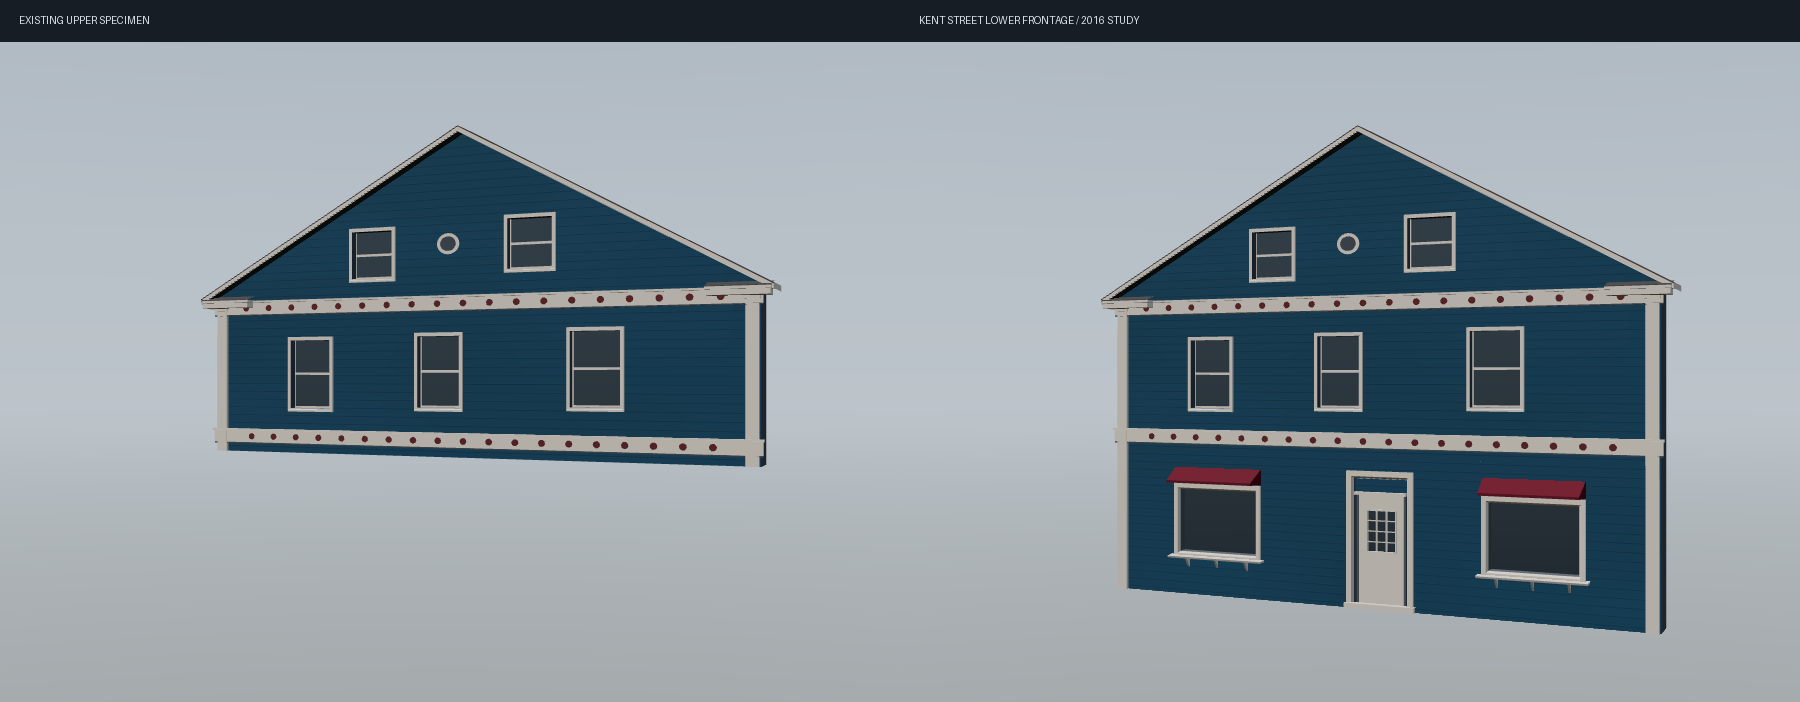 EXISTING UPPER SPECIMEN
KENT STREET LOWER FRONTAGE / 2016 STUDY